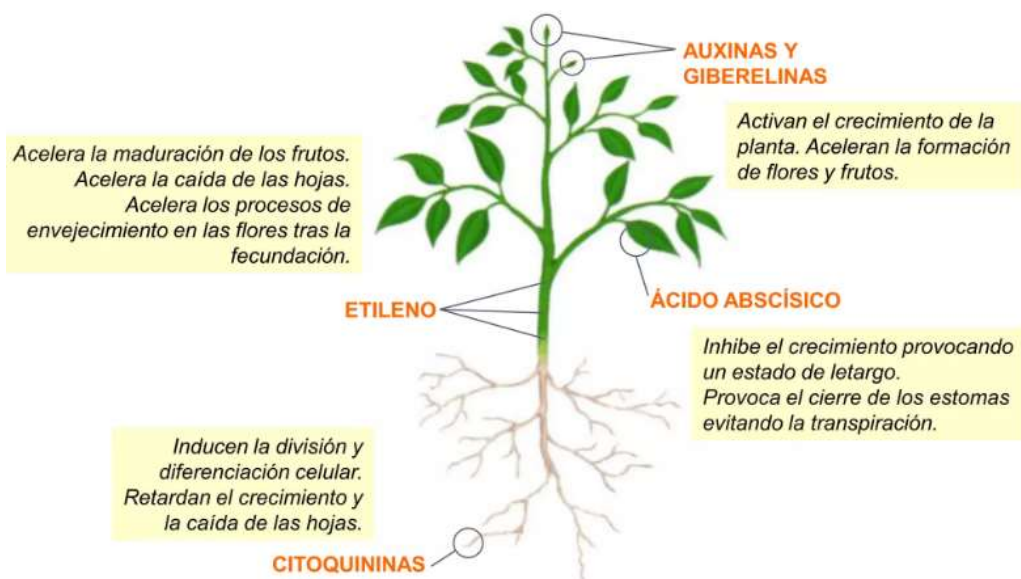 AUXINAS Y
GIBERELINAS
Activan el crecimiento de la
planta. Aceleran la formación
de flores y frutos.
Acelera la maduración de los frutos.
Acelera la caída de las hojas.
Acelera los procesos de
envejecimiento en las flores tras la
fecundación.
ETILENO
ÁCIDO ABSCÍSICO
Inhibe el crecimiento provocando
un estado de letargo.
Provoca el cierre de los estomas
evitando la transpiración.
Inducen la división y
diferenciación celular.
Retardan el crecimiento y
la caída de las hojas.
CITOQUININAS